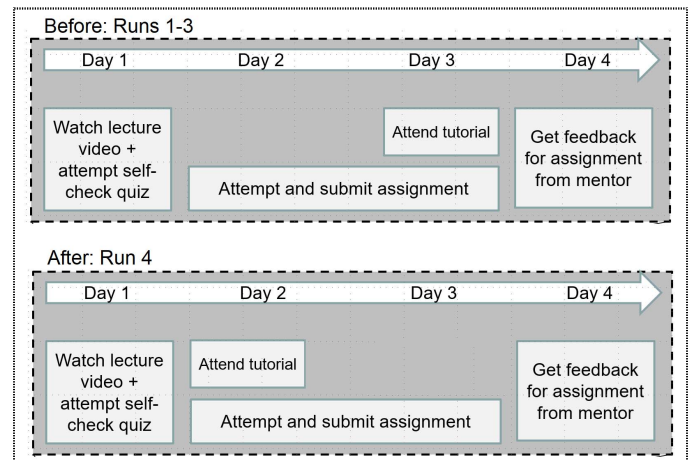 Before: Runs 1-3
Day 1 Day 2 Day 3 Day 4
Watch lecture
video +
attempt self-
check quiz
Attend tutorial
Attempt and submit assignment
Get feedback
for assignment
from mentor
After: Run 4
Day 1 Day 2 Day 3 Day 4
Watch lecture
video +
attempt self-
check quiz
Attend tutorial
Attempt and submit assignment
Get feedback
for assignment
from mentor